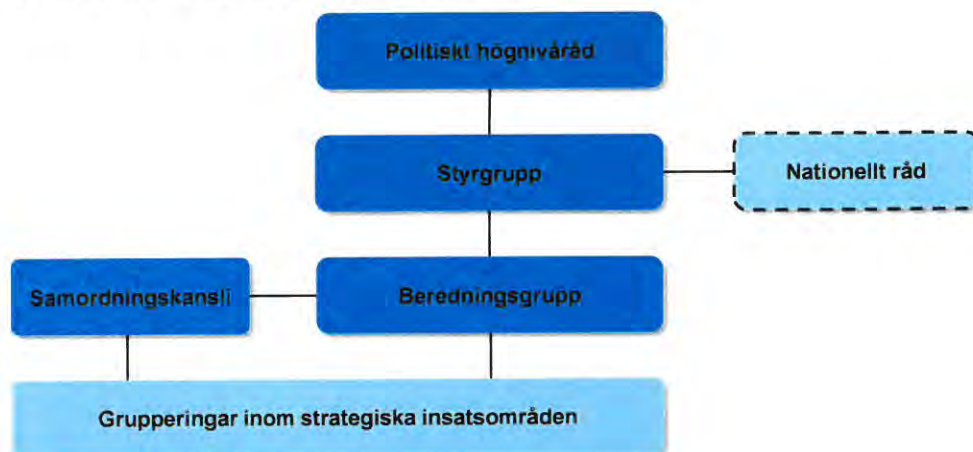 Politiskt högnivåråd
Styrgrupp
Nationellt råd
Samordningskansli
Beredningsgrupp
Grupperingar inom strategiska insatsområden